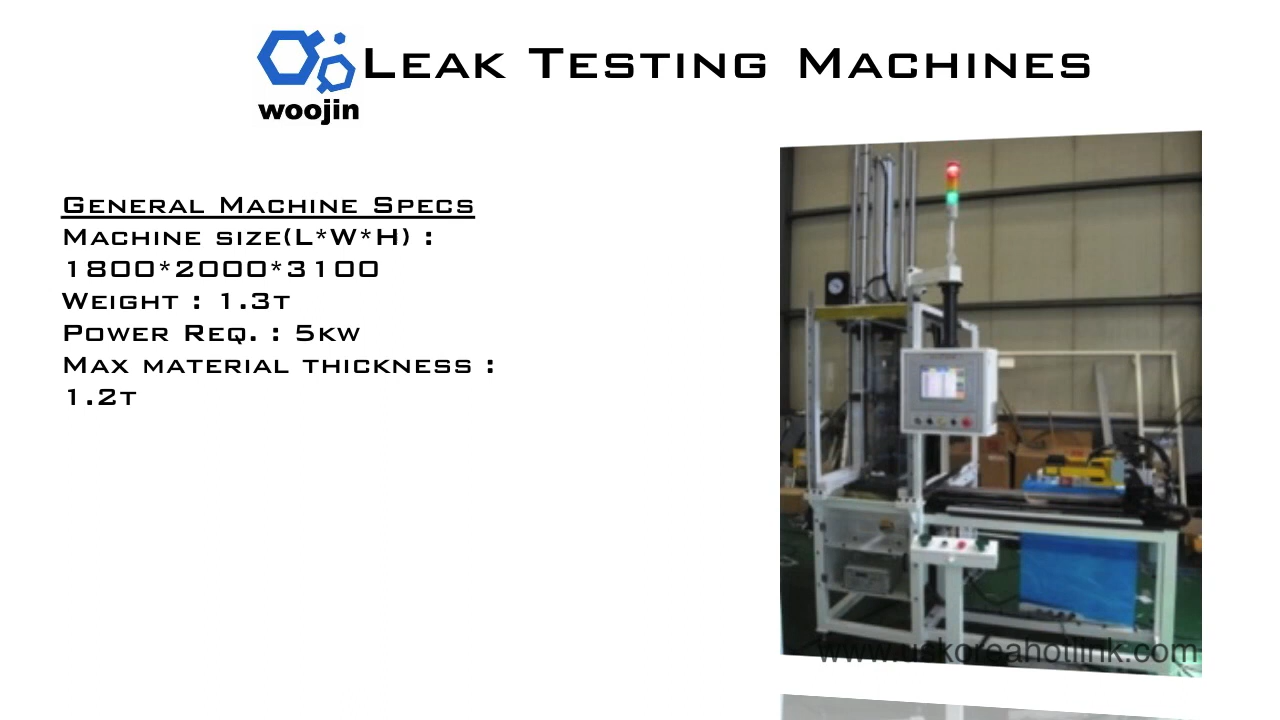 woojin
Leak Testing Machines
General Machine Specs
Machine size(L*W*H) :
1800*2000*3100
Weight : 1.3t
Power Req. : 5kw
Max material thickness :
1.2t
www.uskoreahotlink.com